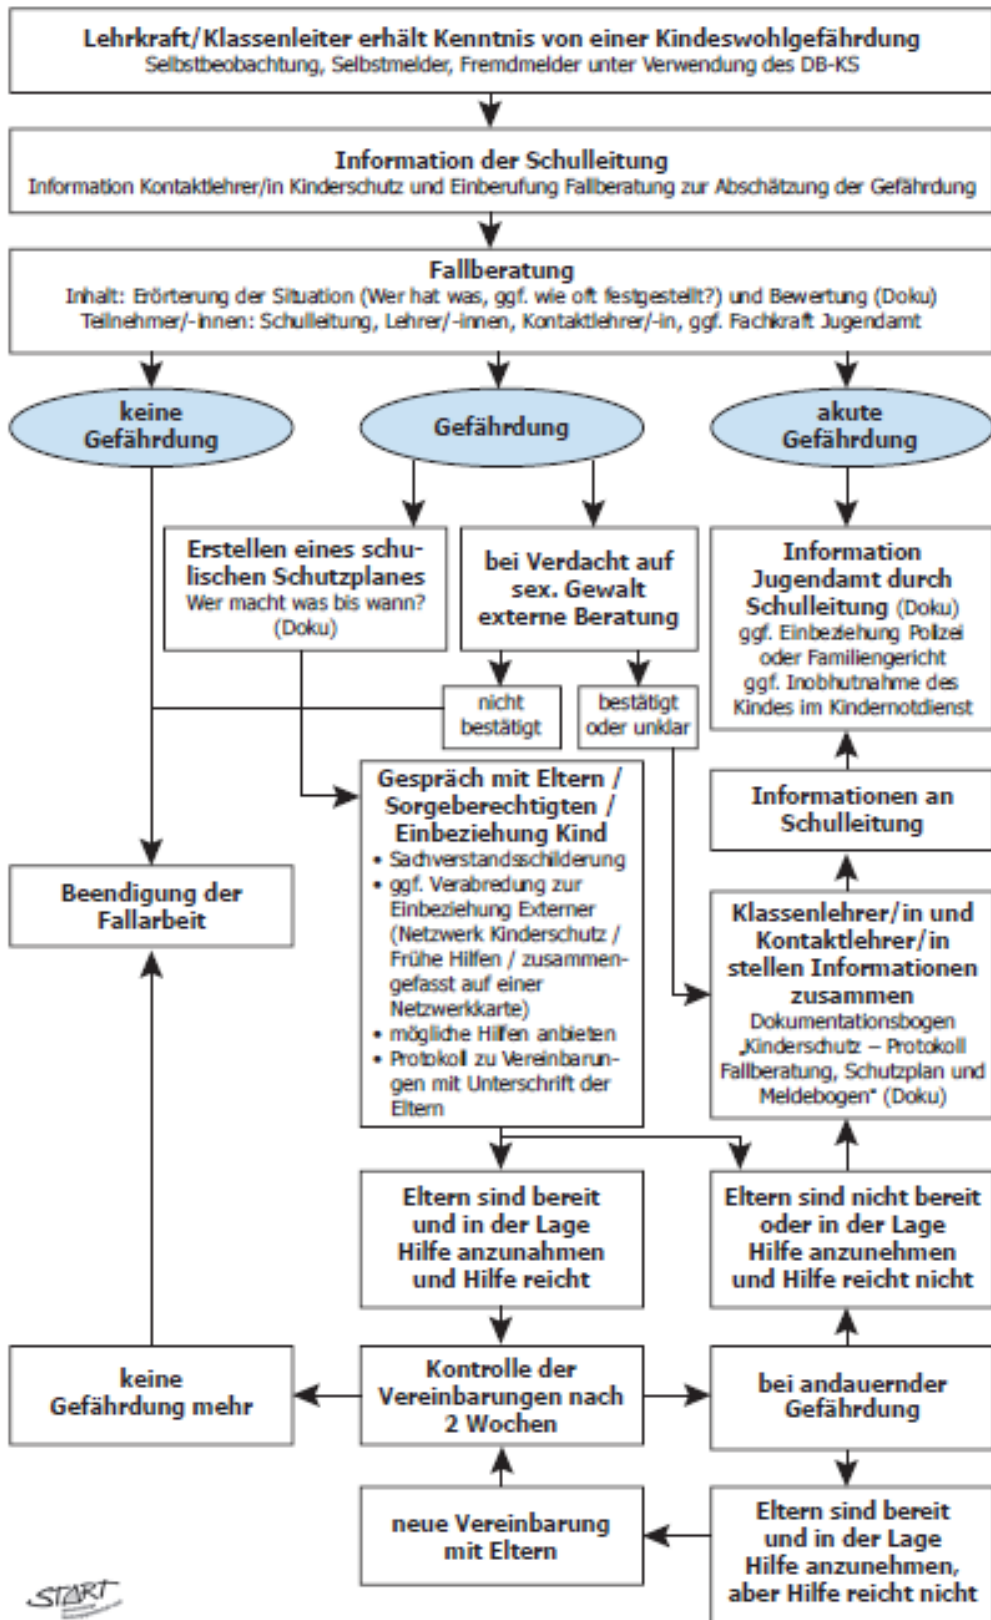 Lehrkraft/Klassenleiter erhält Kenntnis von einer Kindeswohlgefährdung
Selbstbeobachtung, Selbstmelder, Fremdmelder unter Verwendung des DB-KS
Information der Schulleitung
Information Kontaktlehrer/in Kinderschutz und Einberufung Fallberatung zur Abschätzung der Gefährdung
Fallberatung
Inhalt: Erörterung der Situation (Wer hat was, ggf. wie oft festgestellt?) und Bewertung (Doku)
Teilnehmer/-innen: Schulleitung, Lehrer/-innen, Kontaktlehrer/-in, ggf. Fachkraft Jugendamt
keine
Gefährdung
Gefährdung
akute
Gefährdung
Erstellen eines schu-
lischen Schutzplanes
Wer macht was bis wann?
(Doku)
bei Verdacht auf
sex. Gewalt
externe Beratung
Information
Jugendamt durch
Schulleitung (Doku)
ggf. Einbeziehung Polizei
oder Familiengericht
ggf. Inobhutnahme des
Kindes im Kindernotdienst
nicht
bestätigt
bestätigt
oder unklar
Gespräch mit Eltern /
Sorgeberechtigten /
Einbeziehung Kind
• Sachverstandsschilderung
• ggf. Verabredung zur
Einbeziehung Externer
(Netzwerk Kinderschutz /
Frühe Hilfen / zusammen-
gefasst auf einer
Netzwerkkarte)
• mögliche Hilfen anbieten
• Protokoll zu Vereinbarun-
gen mit Unterschrift der
Eltern
Informationen an
Schulleitung
Beendigung der
Fallarbeit
Klassenlehrer/in und
Kontaktlehrer/in
stellen Informationen
zusammen
Dokumentationsbogen
„Kinderschutz – Protokoll
Fallberatung, Schutzplan und
Meldebogen" (Doku)
Eltern sind bereit
und in der Lage
Hilfe anzunahmen
und Hilfe reicht
Eltern sind nicht bereit
oder in der Lage
Hilfe anzunehmen
und Hilfe reicht nicht
keine
Gefährdung mehr
Kontrolle der
Vereinbarungen nach
2 Wochen
bei andauernder
Gefährdung
neue Vereinbarung
mit Eltern
Eltern sind bereit
und in der Lage
Hilfe anzunehmen,
aber Hilfe reicht nicht
START